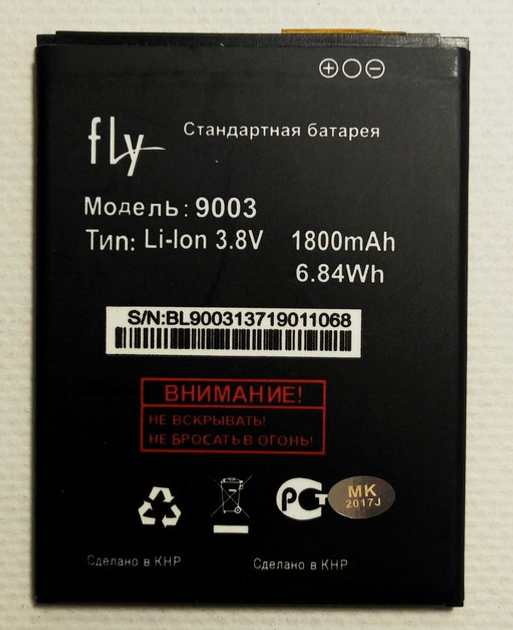 fly
Стандартная батарея
Модель: 9003
Тип: Li-Ion 3.8V 1800mAh
6.84Wh
S/N:BL900313719011068
ВНИМАНИЕ!
НЕ ВСКРЫВАТЬ!
НЕ БРОСАТЬ В ОГОНЬ!
РСТ
MK
2017J
Сделано в КНР Сделано в КНР